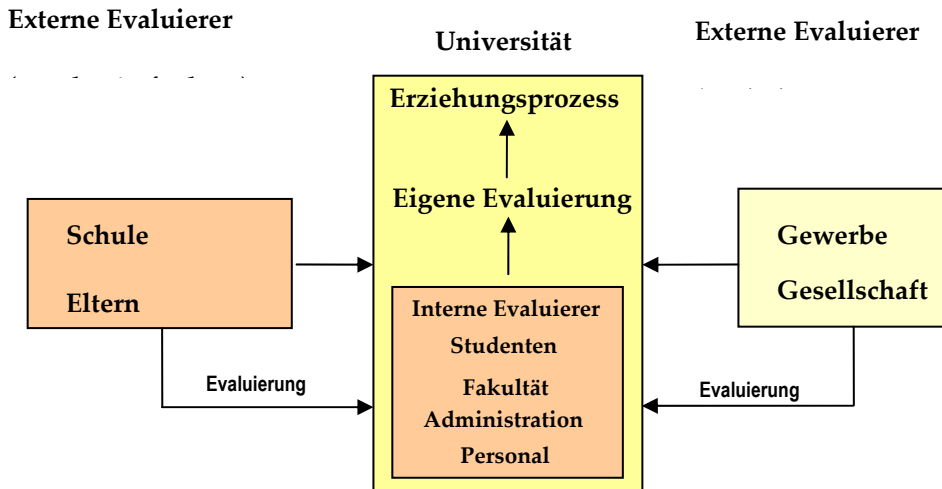 Externe Evaluierer
Universität
Externe Evaluierer
Erziehungsprozess
Eigene Evaluierung
Schule
Eltern
Gewerbe
Gesellschaft
Interne Evaluierer
Studenten
Fakultät
Administration
Personal
Evaluierung
Evaluierung